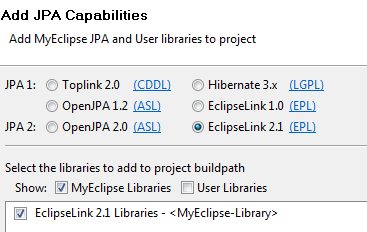 Add JPA Capabilities
Add MyEclipse JPA and User libraries to project
JPA 1: Toplink 2.0 (CDDL) Hibernate 3.x (LGPL)
OpenJPA 1.2 (ASL) EclipseLink 1.0 (EPL)
JPA 2: OpenJPA 2.0 (ASL) EclipseLink 2.1 (EPL)
Select the libraries to add to project buildpath
Show: MyEclipse Libraries User Libraries
EclipseLink 2.1 Libraries - <MyEclipse-Library>